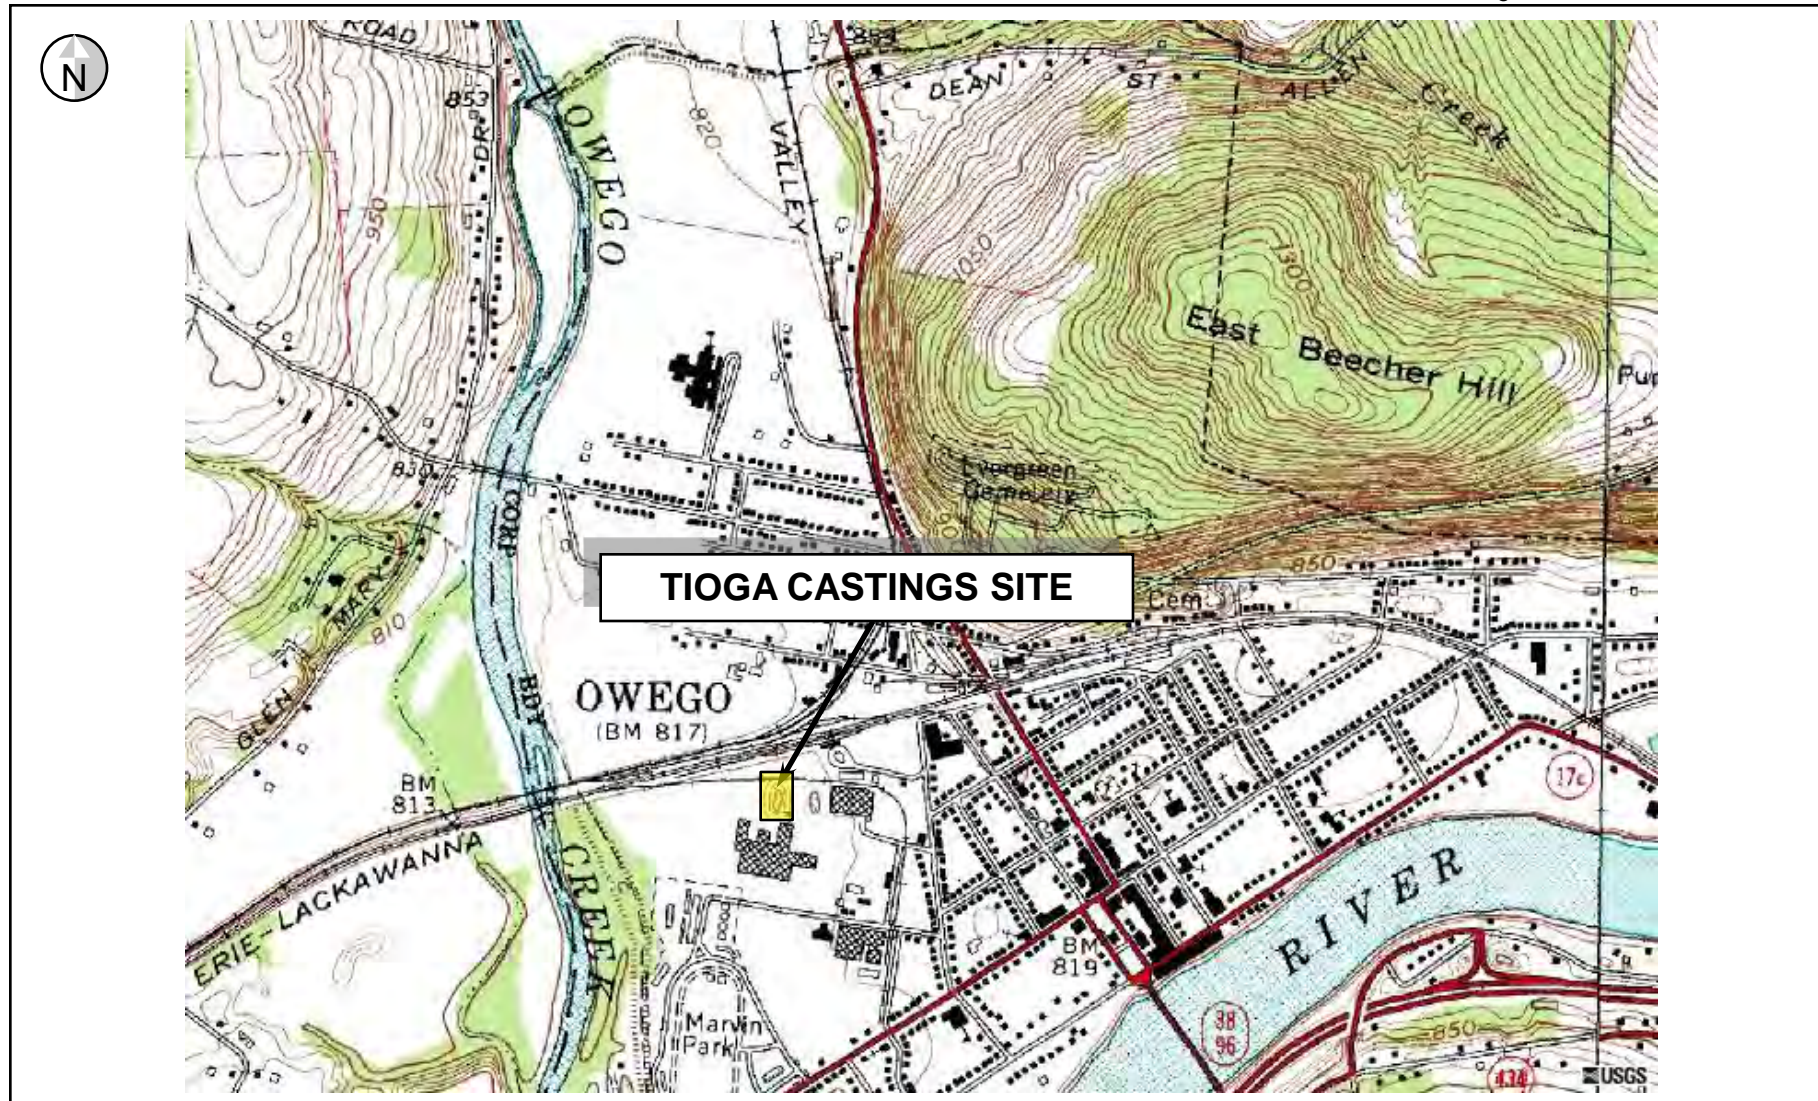 N
ROAD
884
DEAN ST
ALLEN
Creek
853
DR
OWEGO
820
VALLEY
950
1050
1300
East Beecher Hill
830
Evergreen
Cemetery
CORP
TIOGA CASTINGS SITE
850
Cem
MARY
810
GLEN
BDY
OWEGO
(BM 817)
BM
813
17c
ERIE-LACKAWANNA
CREEK
RIVER
BM
819
Marvin
Park
38
96
850
434
USGS